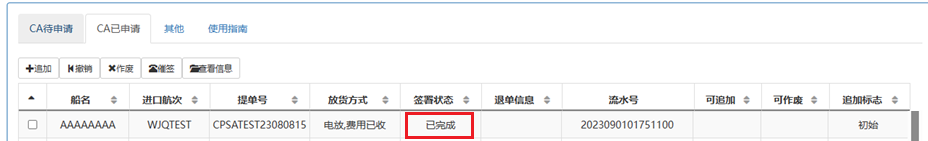 CA待申请 CA已申请 其他 使用指南
追加 撤销 作废 催签 查看信息
船名 进口航次 提单号 放货方式 签署状态 退单信息 流水号 可追加 可作废 追加标志
AAAAAAAA WJQTEST CPSATEST23080815 电放,费用已收 已完成 2023090101751100 初始